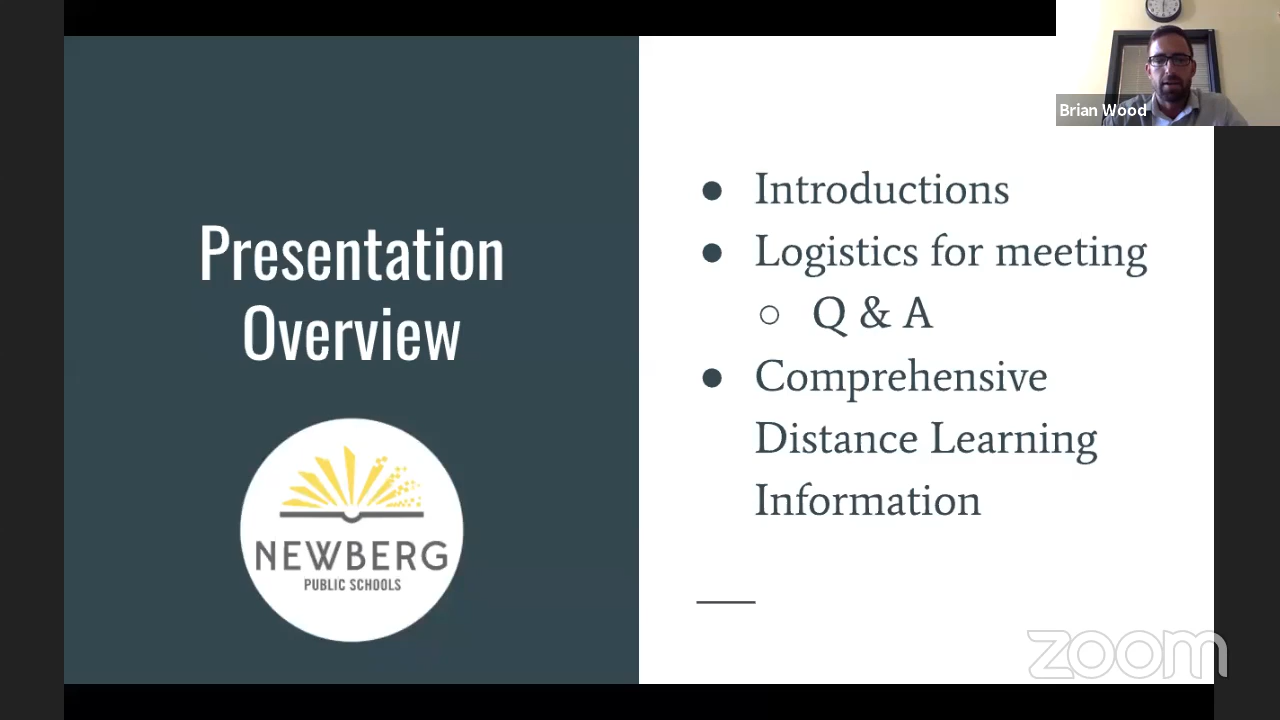 Brian Wood
Presentation
Overview
NEWBERG
PUBLIC SCHOOLS
● Introductions
● Logistics for meeting
○ Q & A
● Comprehensive
Distance Learning
Information
zoom